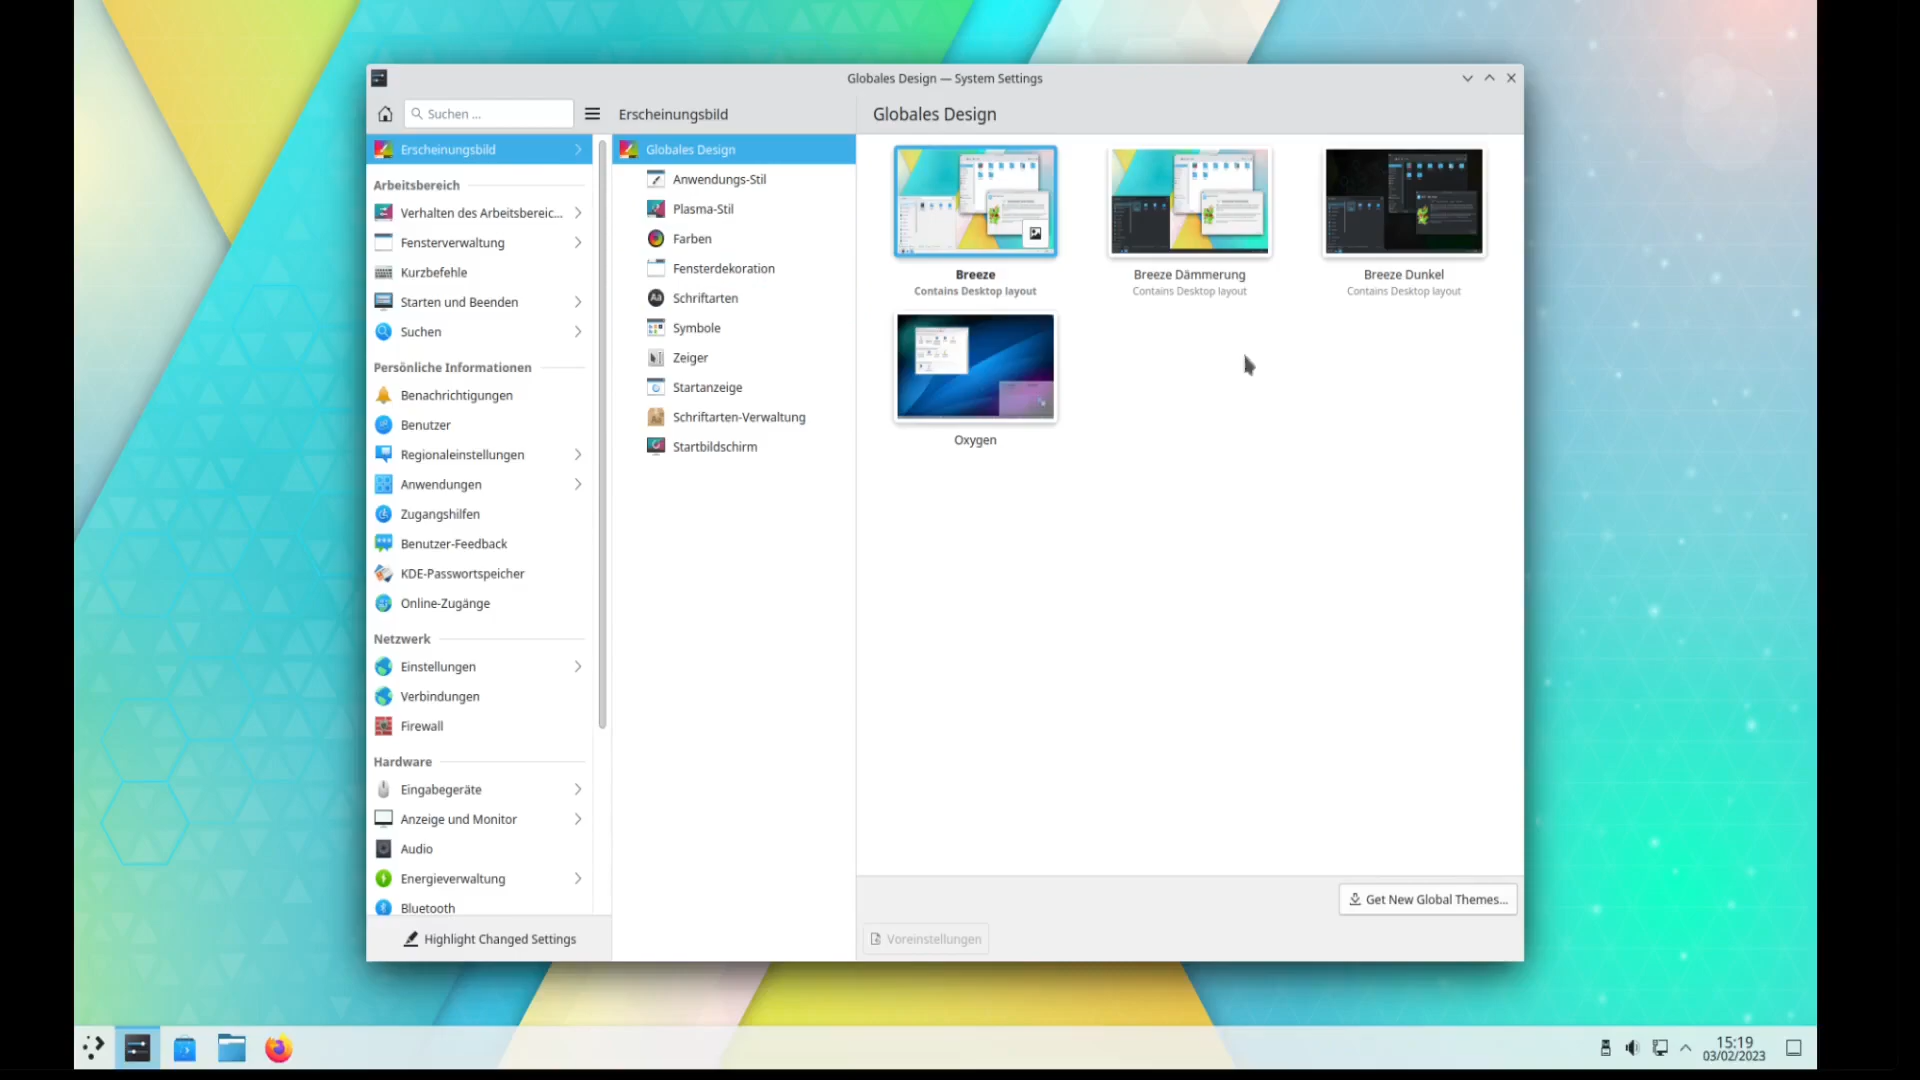 Globales Design — System Settings
Suchen ...
Erscheinungsbild
Globales Design
Erscheinungsbild
Arbeitsbereich
Verhalten des Arbeitsbereic...
Fensterverwaltung
Kurzbefehle
Starten und Beenden
Suchen
Persönliche Informationen
Benachrichtigungen
Benutzer
Regionaleinstellungen
Anwendungen
Zugangshilfen
Benutzer-Feedback
KDE-Passwortspeicher
Online-Zugänge
Netzwerk
Einstellungen
Verbindungen
Firewall
Hardware
Eingabegeräte
Anzeige und Monitor
Audio
Energieverwaltung
Bluetooth
Highlight Changed Settings
Globales Design
Anwendungs-Stil
Plasma-Stil
Farben
Fensterdekoration
Schriftarten
Symbole
Zeiger
Startanzeige
Schriftarten-Verwaltung
Startbildschirm
Breeze
Contains Desktop layout
Breeze Dämmerung
Contains Desktop layout
Breeze Dunkel
Contains Desktop layout
Oxygen
Get New Global Themes...
Voreinstellungen
15:19
03/02/2023